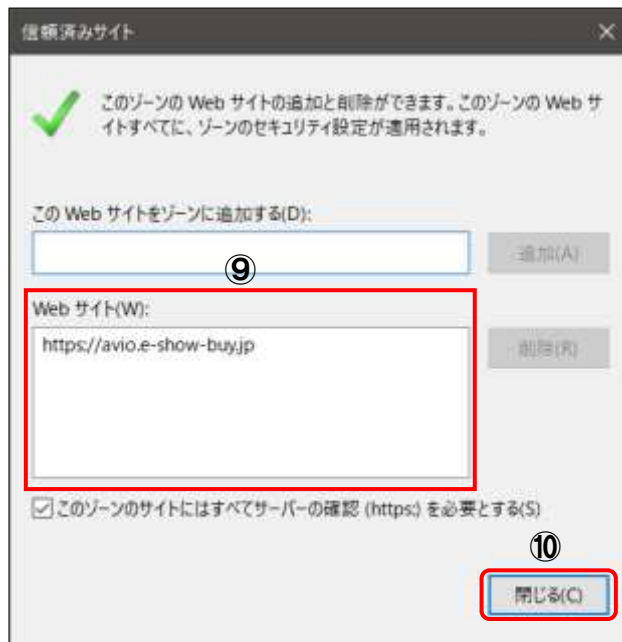 信頼済みサイト
このゾーンの Web サイトの追加と削除ができます。このゾーンの Web サ
イトすべてに、ゾーンのセキュリティ設定が適用されます。
この Web サイトをゾーンに追加する(D):
追加(A)
⑨
Web サイト(W):
https://avio.e-show-buy.jp
削除(R)
このゾーンのサイトにはすべてサーバーの確認 (https:) を必要とする(S)
⑩
閉じる(C)